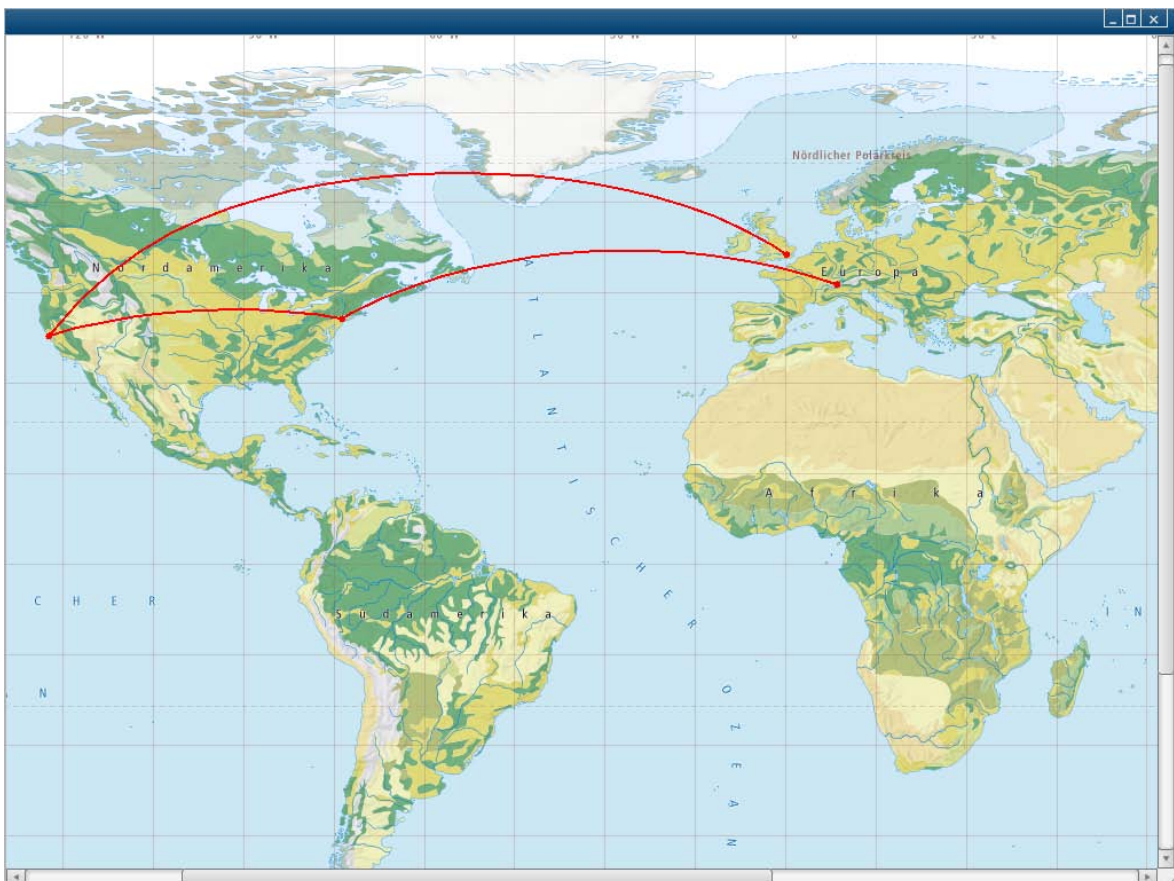 Nördlicher Polarkreis
Nordamerika
Europa
ATLANTISCHER OZEAN
Afrika
CHER
Südamerika
IN
N